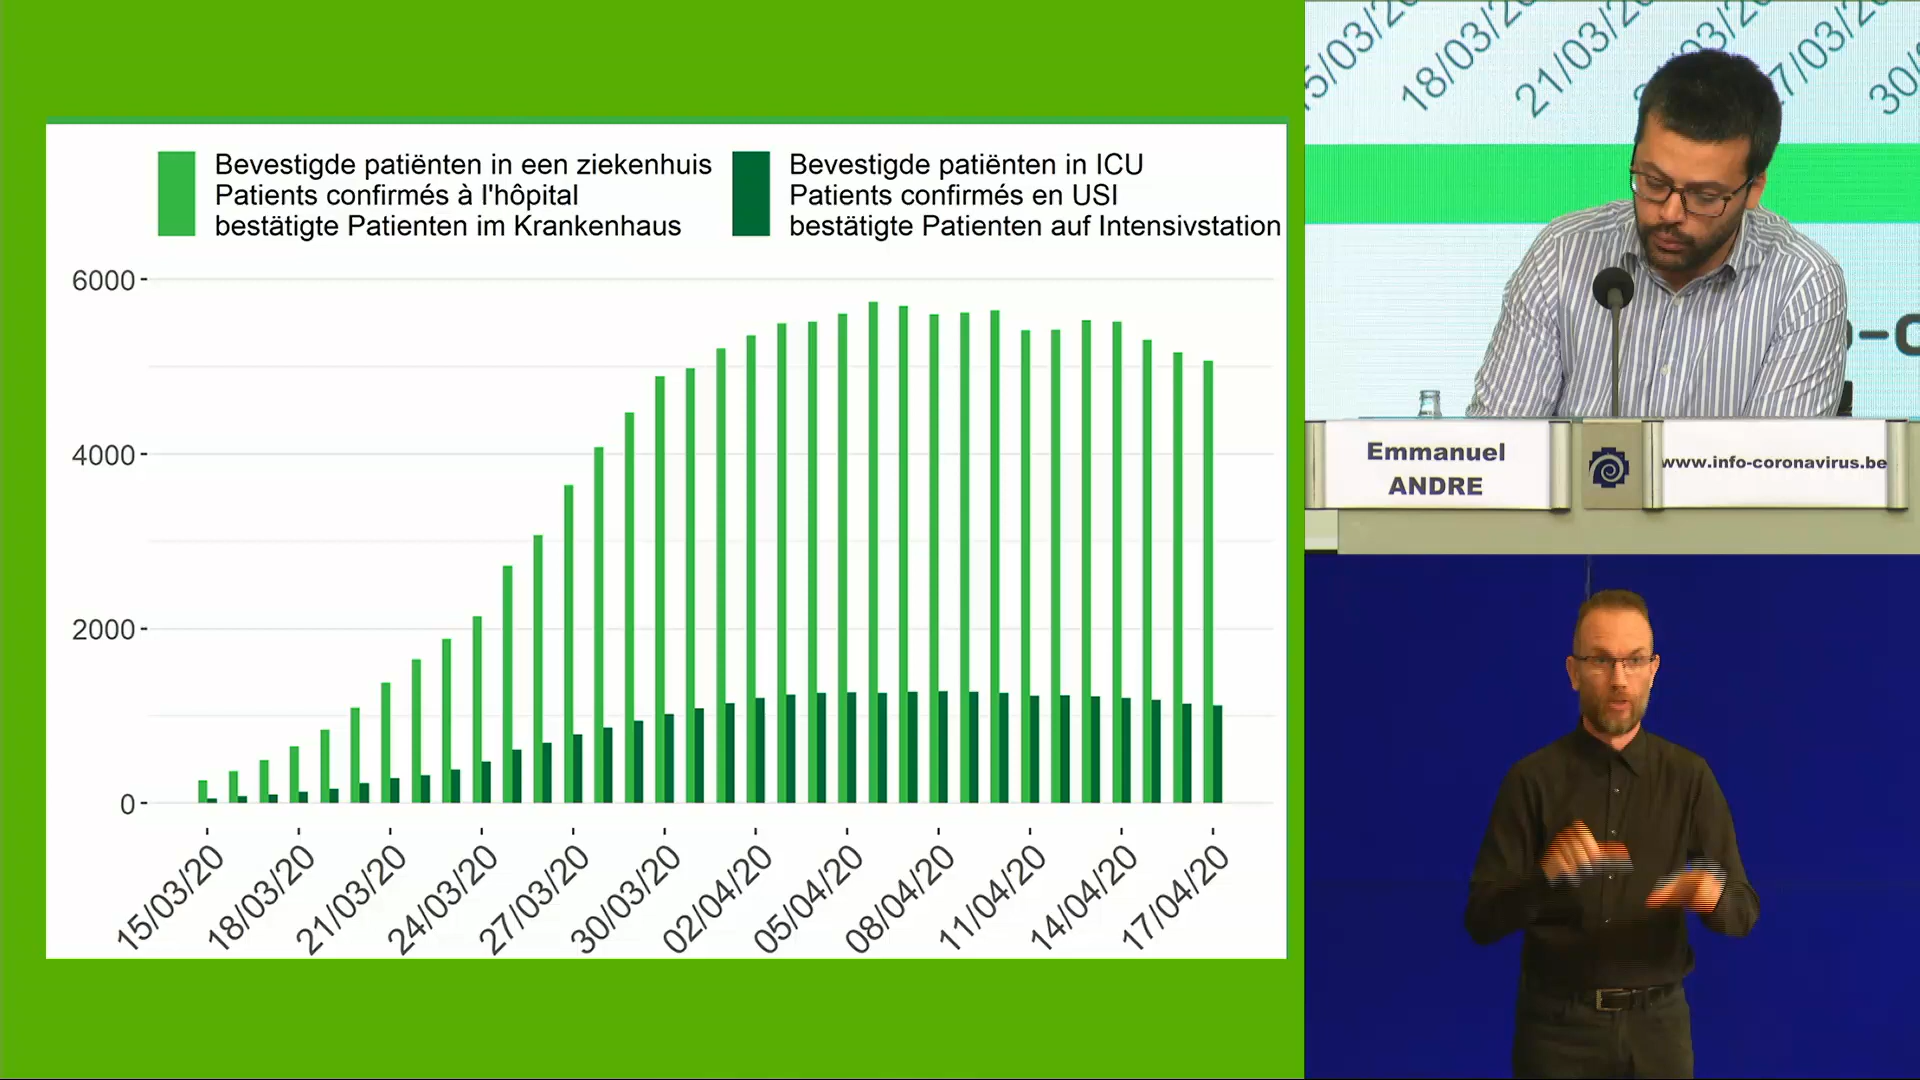 Bevestigde patiënten in een ziekenhuis
Patients confirmés à l'hôpital
bestätigte Patienten im Krankenhaus
Bevestigde patiënten in ICU
Patients confirmés en USI
bestätigte Patienten auf Intensivstation
6000
4000
2000
0
15/03/20
18/03/20
21/03/20
24/03/20
27/03/20
30/03/20
02/04/20
05/04/20
08/04/20
11/04/20
14/04/20
17/04/20
18/03/2
21/03/2
Emmanuel
ANDRE
www.info-coronavirus.be